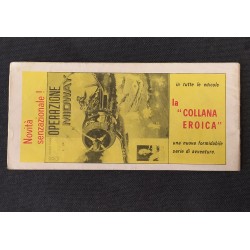 Novità
sensazionale!
OPERAZIONE
MIDWAY
in tutte le edicole
la
"COLLANA
EROICA"
una nuova formidabile
serie di avventure.